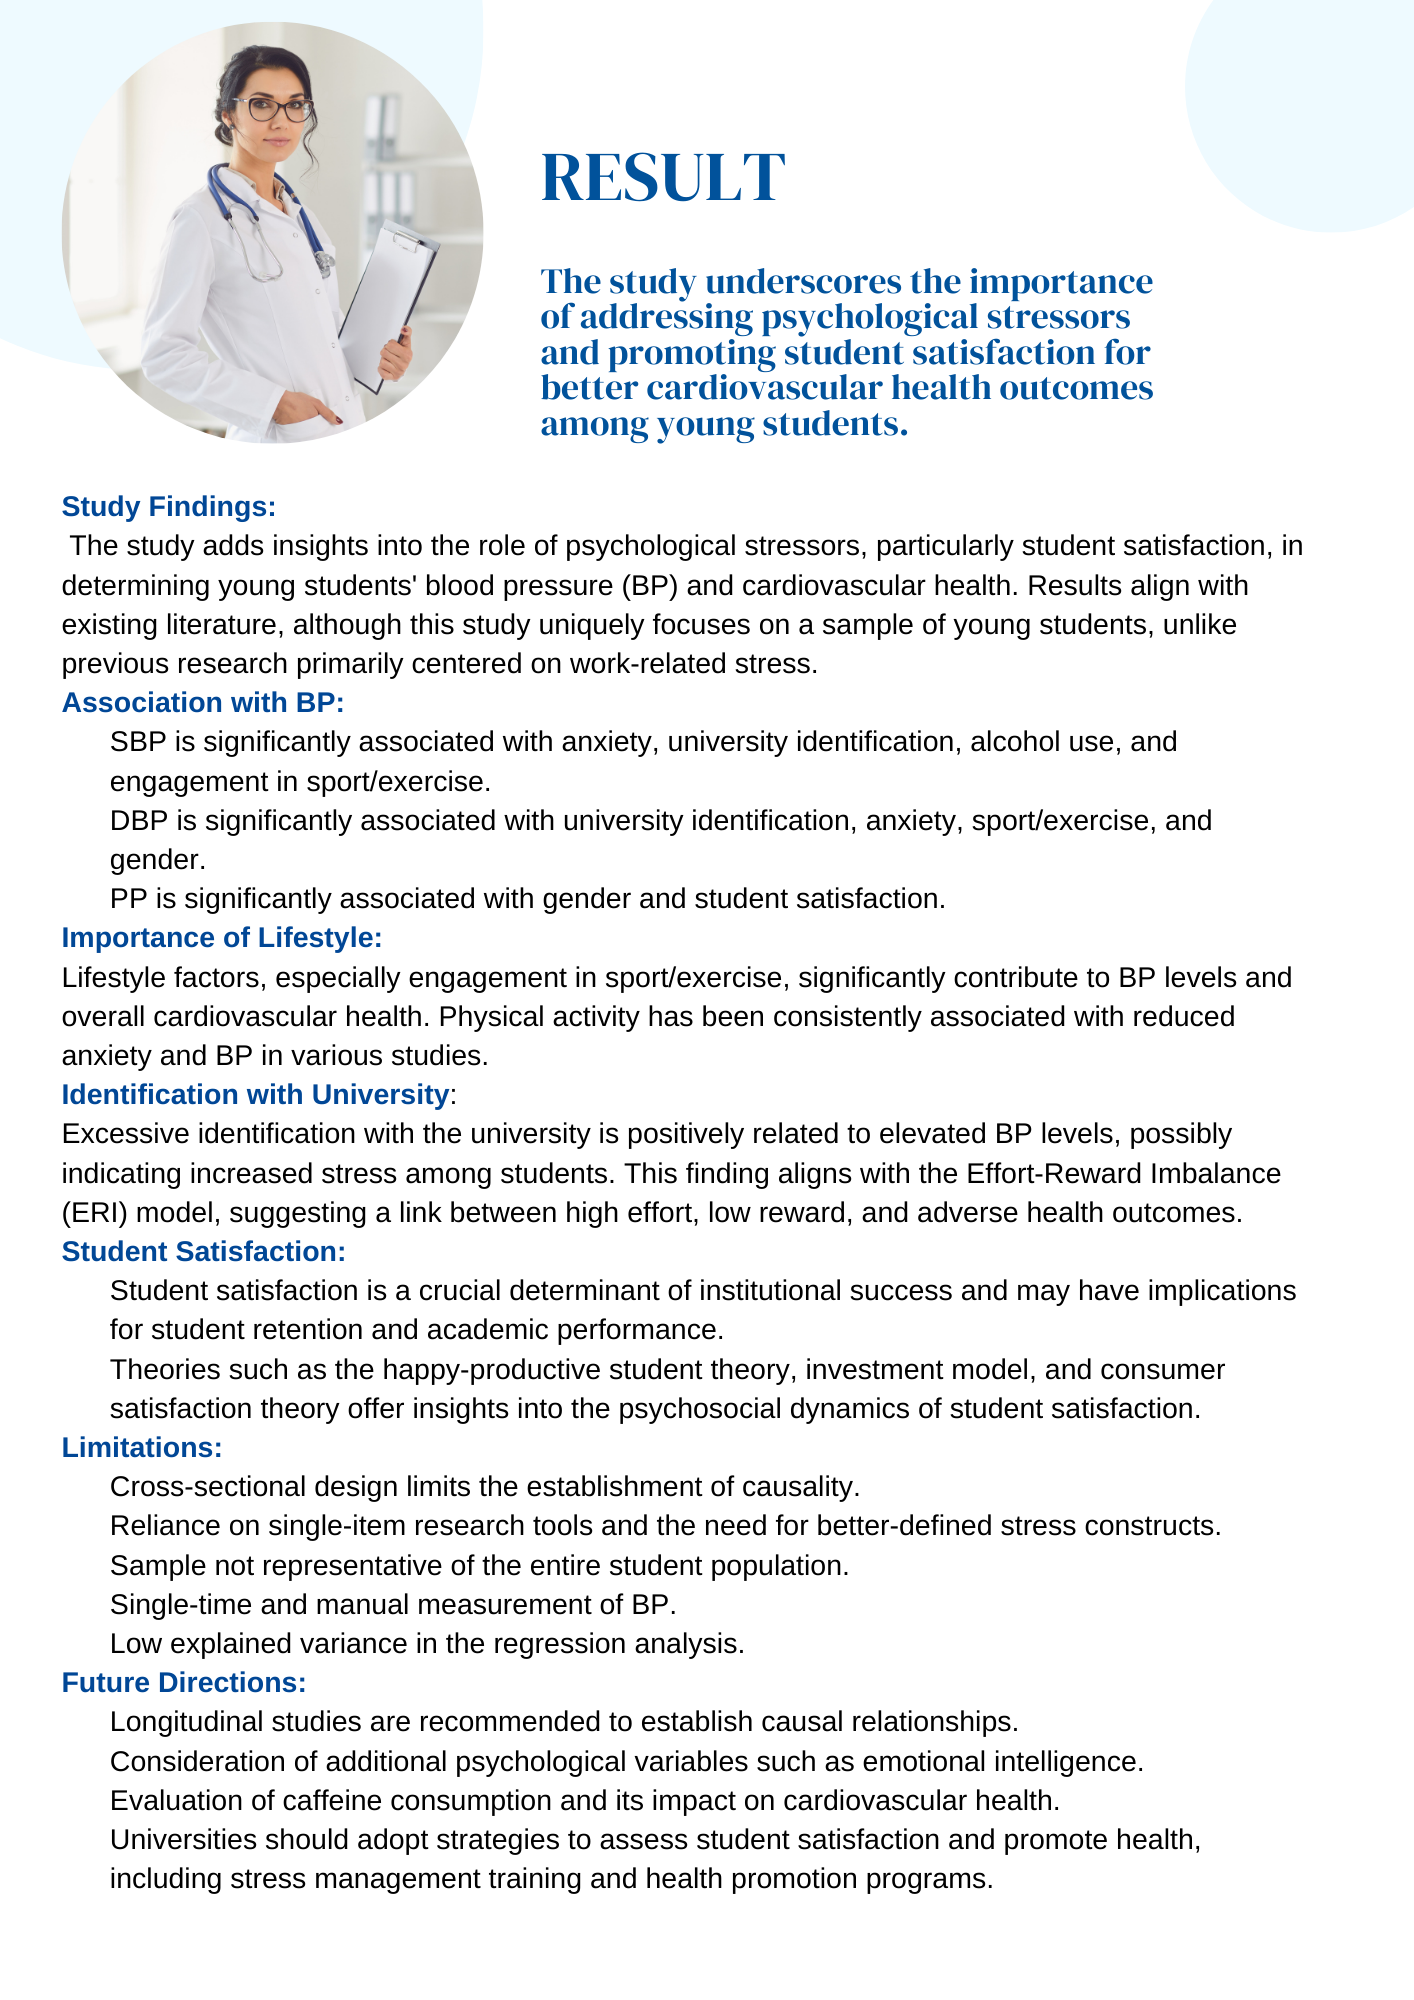 RESULT
The study underscores the importance
of addressing psychological stressors
and promoting student satisfaction for
better cardiovascular health outcomes
among young students.
Study Findings:
The study adds insights into the role of psychological stressors, particularly student satisfaction, in
determining young students' blood pressure (BP) and cardiovascular health. Results align with
existing literature, although this study uniquely focuses on a sample of young students, unlike
previous research primarily centered on work-related stress.
Association with BP:
SBP is significantly associated with anxiety, university identification, alcohol use, and
engagement in sport/exercise.
DBP is significantly associated with university identification, anxiety, sport/exercise, and
gender.
PP is significantly associated with gender and student satisfaction.
Importance of Lifestyle:
Lifestyle factors, especially engagement in sport/exercise, significantly contribute to BP levels and
overall cardiovascular health. Physical activity has been consistently associated with reduced
anxiety and BP in various studies.
Identification with University:
Excessive identification with the university is positively related to elevated BP levels, possibly
indicating increased stress among students. This finding aligns with the Effort-Reward Imbalance
(ERI) model, suggesting a link between high effort, low reward, and adverse health outcomes.
Student Satisfaction:
Student satisfaction is a crucial determinant of institutional success and may have implications
for student retention and academic performance.
Theories such as the happy-productive student theory, investment model, and consumer
satisfaction theory offer insights into the psychosocial dynamics of student satisfaction.
Limitations:
Cross-sectional design limits the establishment of causality.
Reliance on single-item research tools and the need for better-defined stress constructs.
Sample not representative of the entire student population.
Single-time and manual measurement of BP.
Low explained variance in the regression analysis.
Future Directions:
Longitudinal studies are recommended to establish causal relationships.
Consideration of additional psychological variables such as emotional intelligence.
Evaluation of caffeine consumption and its impact on cardiovascular health.
Universities should adopt strategies to assess student satisfaction and promote health,
including stress management training and health promotion programs.